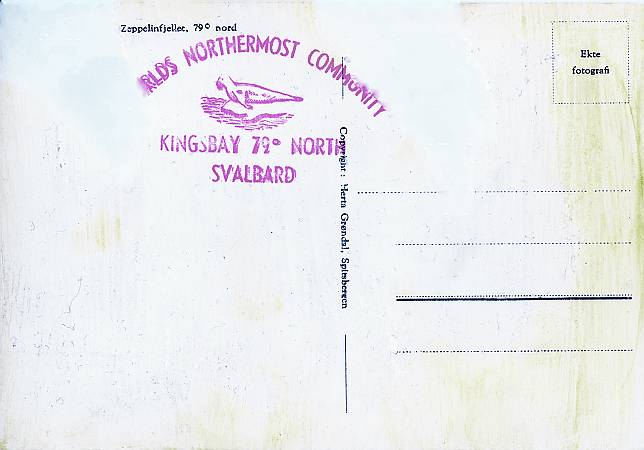 Zeppelinfjellet, 79° nord
RLDS NORTHERMOST COMMUNITY
KINGSBAY 79° NORTH
SVALBARD
Copyright: Herta Grøndal, Spitsbergen
Ekte
fotografi